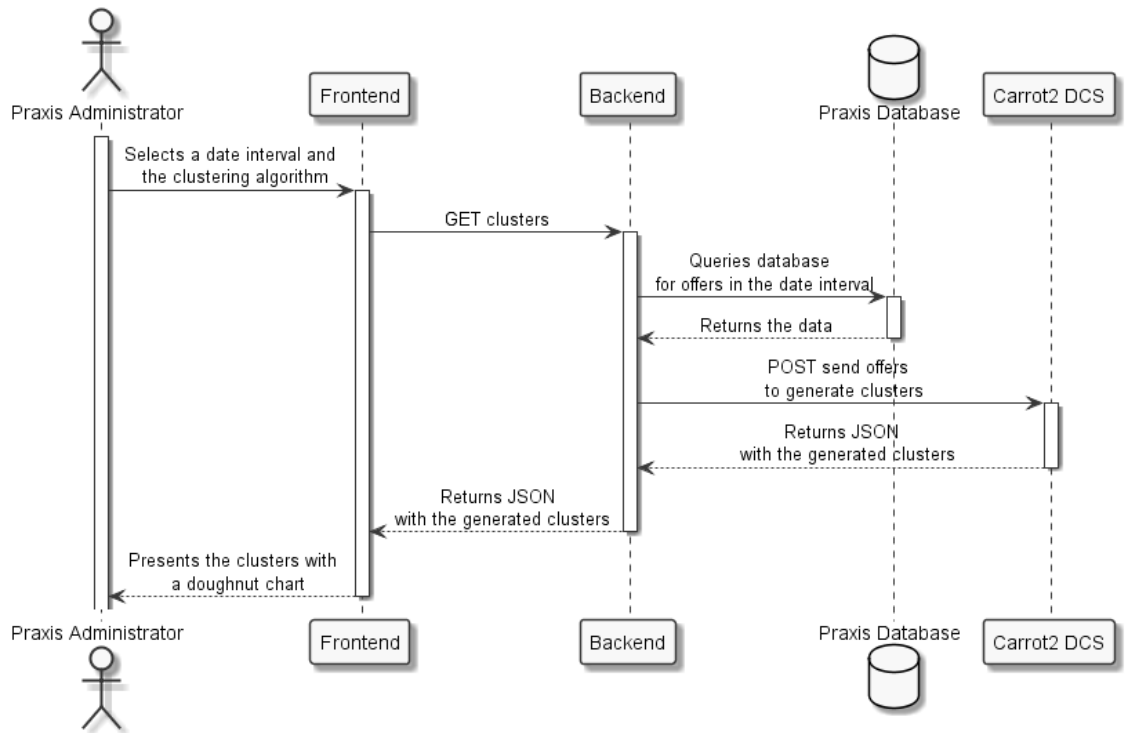 Praxis Administrator
Frontend
Backend
Praxis Database
Carrot2 DCS
Selects a date interval and
the clustering algorithm
GET clusters
Queries database
for offers in the date interval
Returns the data
POST send offers
to generate clusters
Returns JSON
with the generated clusters
Returns JSON
with the generated clusters
Presents the clusters with
a doughnut chart
Praxis Administrator
Frontend
Backend
Praxis Database
Carrot2 DCS